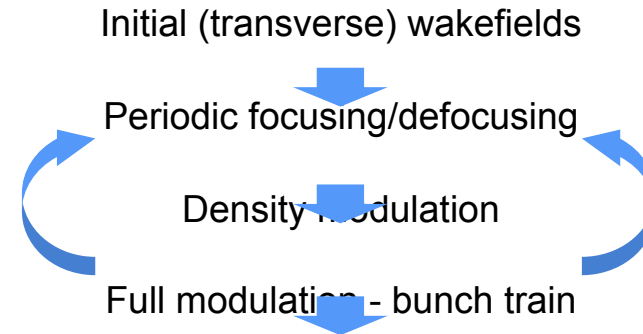 Initial (transverse) wakefields
Periodic focusing/defocusing
Density modulation
Full modulation - bunch train